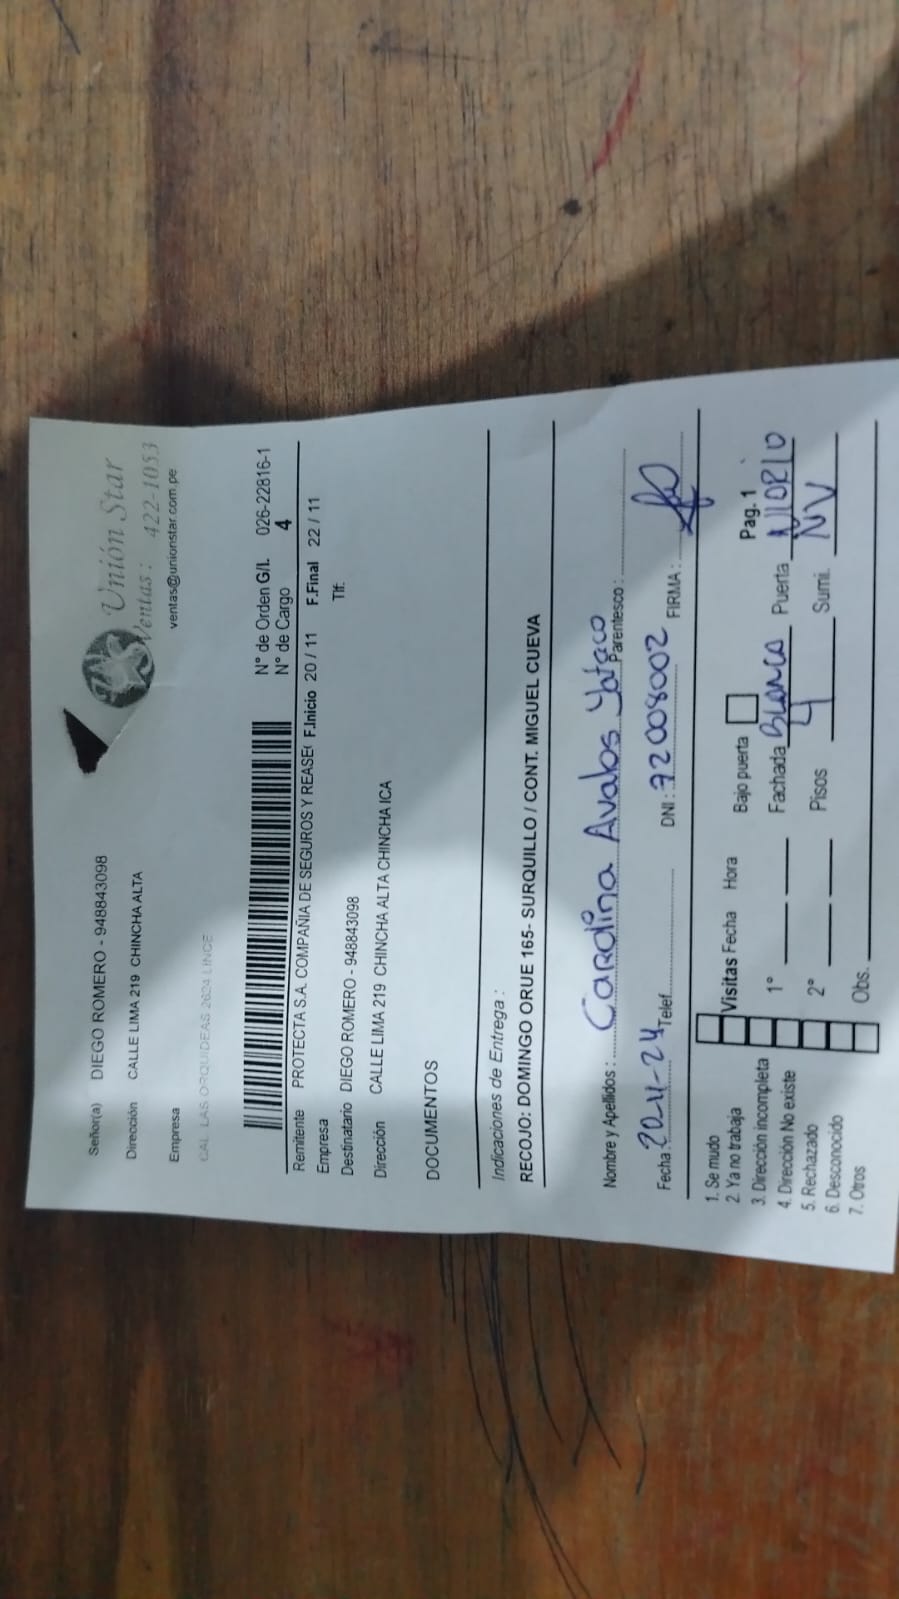 Unión Star
Ventas: 422-1053
ventas@unionstar.com.pe
Señor(a) DIEGO ROMERO - 948843098
Dirección CALLE LIMA 219 CHINCHA ALTA
Empresa
CAL. LAS ORQUIDEAS 2624 LINCE
N° de Orden G/L 026-22816-1
N° de Cargo 4
Remitente PROTECTA S.A. COMPAÑIA DE SEGUROS Y REASE( F.Inicio 20 / 11 F.Final 22 / 11
Empresa
Destinatario DIEGO ROMERO - 948843098 Tlf:
Dirección CALLE LIMA 219 CHINCHA ALTA CHINCHA ICA
DOCUMENTOS
Indicaciones de Entrega :
RECOJO: DOMINGO ORUE 165- SURQUILLO / CONT. MIGUEL CUEVA
Nombre y Apellidos : Carolina Avalos Yataco Parentesco :
Fecha: 20-11-24 Telef. DNI: 72008002 FIRMA:
1. Se mudo
2. Ya no trabaja Visitas Fecha Hora Bajo puerta Pag. 1
3. Dirección incompleta 1° Fachada Blanca Puerta
4. Dirección No existe
5. Rechazado 2° Pisos 4 Sumi. NV
6. Desconocido
7. Otros Obs.